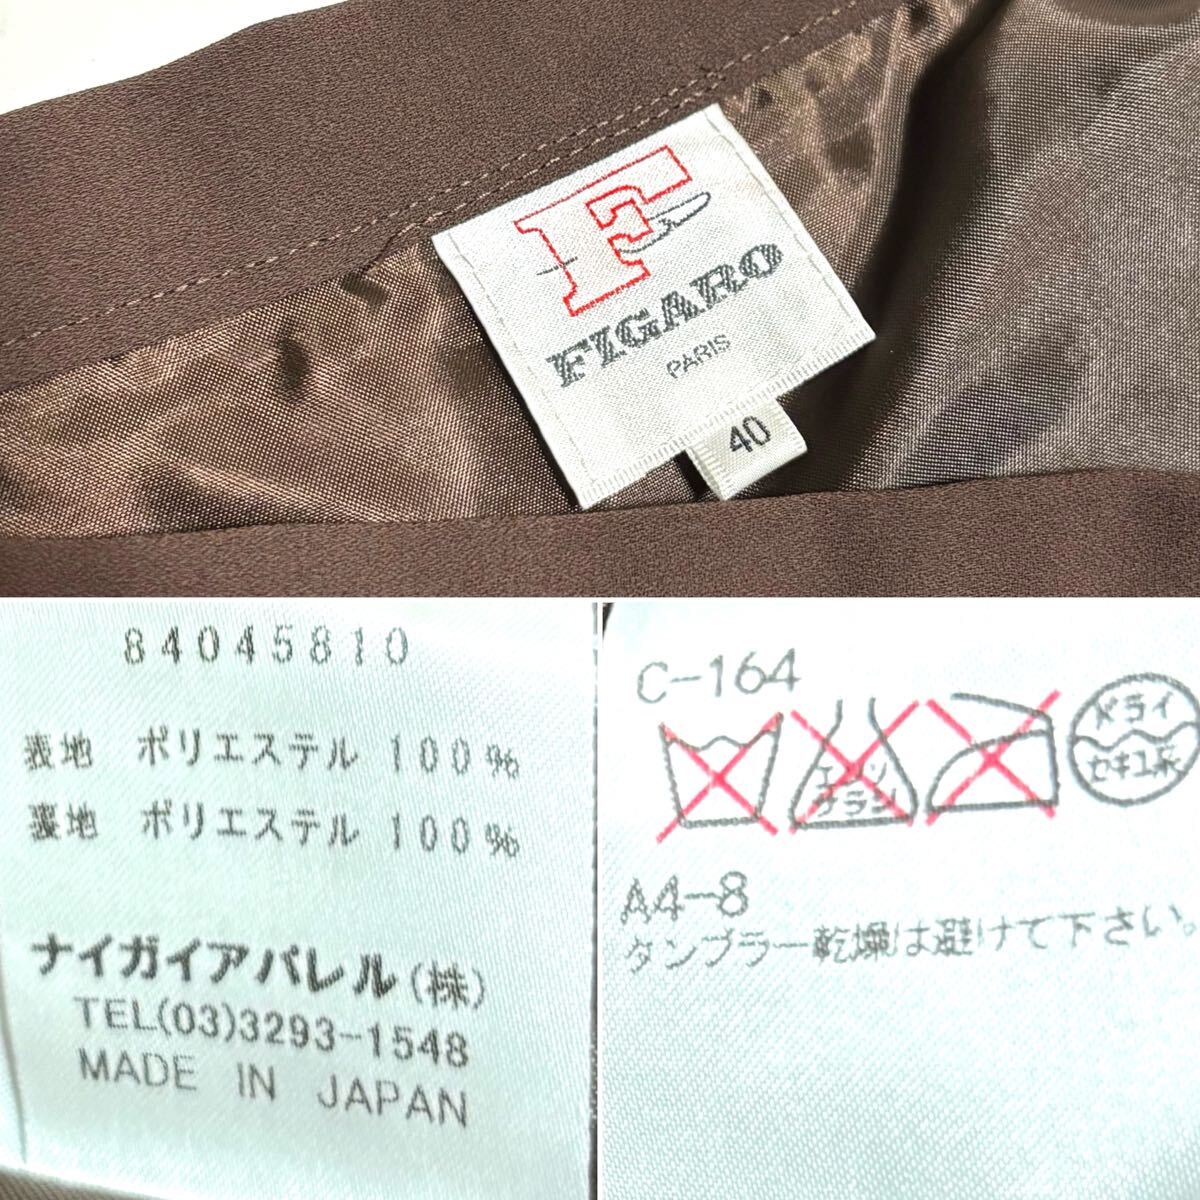 F
FIGARO
PARIS
40
84045810
表地 ポリエステル 100%
裏地 ポリエステル 100%
ナイガイアパレル(株)
TEL(03)3293-1548
MADE IN JAPAN
C-164
エンソ
サラシ
ドライ
セキユ系
A4-8
タンブラー乾燥は避けて下さい。